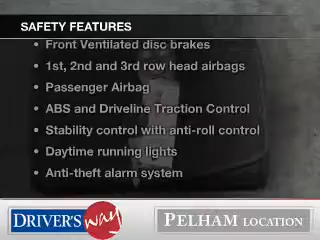 SAFETY FEATURES
• Front Ventilated disc brakes
• 1st, 2nd and 3rd row head airbags
• Passenger Airbag
• ABS and Driveline Traction Control
• Stability control with anti-roll control
• Daytime running lights
• Anti-theft alarm system
DRIVER'S way
PELHAM LOCATION